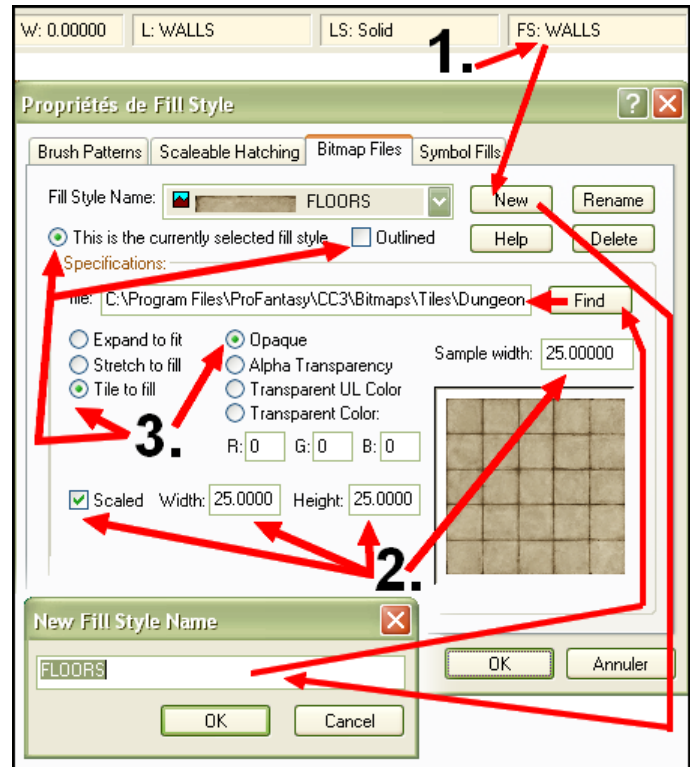 W: 0.00000 L: WALLS LS: Solid FS: WALLS
1.
Propriétés de Fill Style
Brush Patterns Scaleable Hatching Bitmap Files Symbol Fills
Fill Style Name: FLOORS New Rename
This is the currently selected fill style Outlined Help Delete
Specifications:
File: C:\Program Files\ProFantasy\CC3\Bitmaps\Tiles\Dungeon Find
Expand to fit Opaque
Stretch to fill Alpha Transparency Sample width: 25.00000
Tile to fill Transparent UL Color
3. Transparent Color:
R: 0 G: 0 B: 0
Scaled Width: 25.0000 Height: 25.0000
2.
New Fill Style Name
FLOORS
OK Annuler
OK Cancel